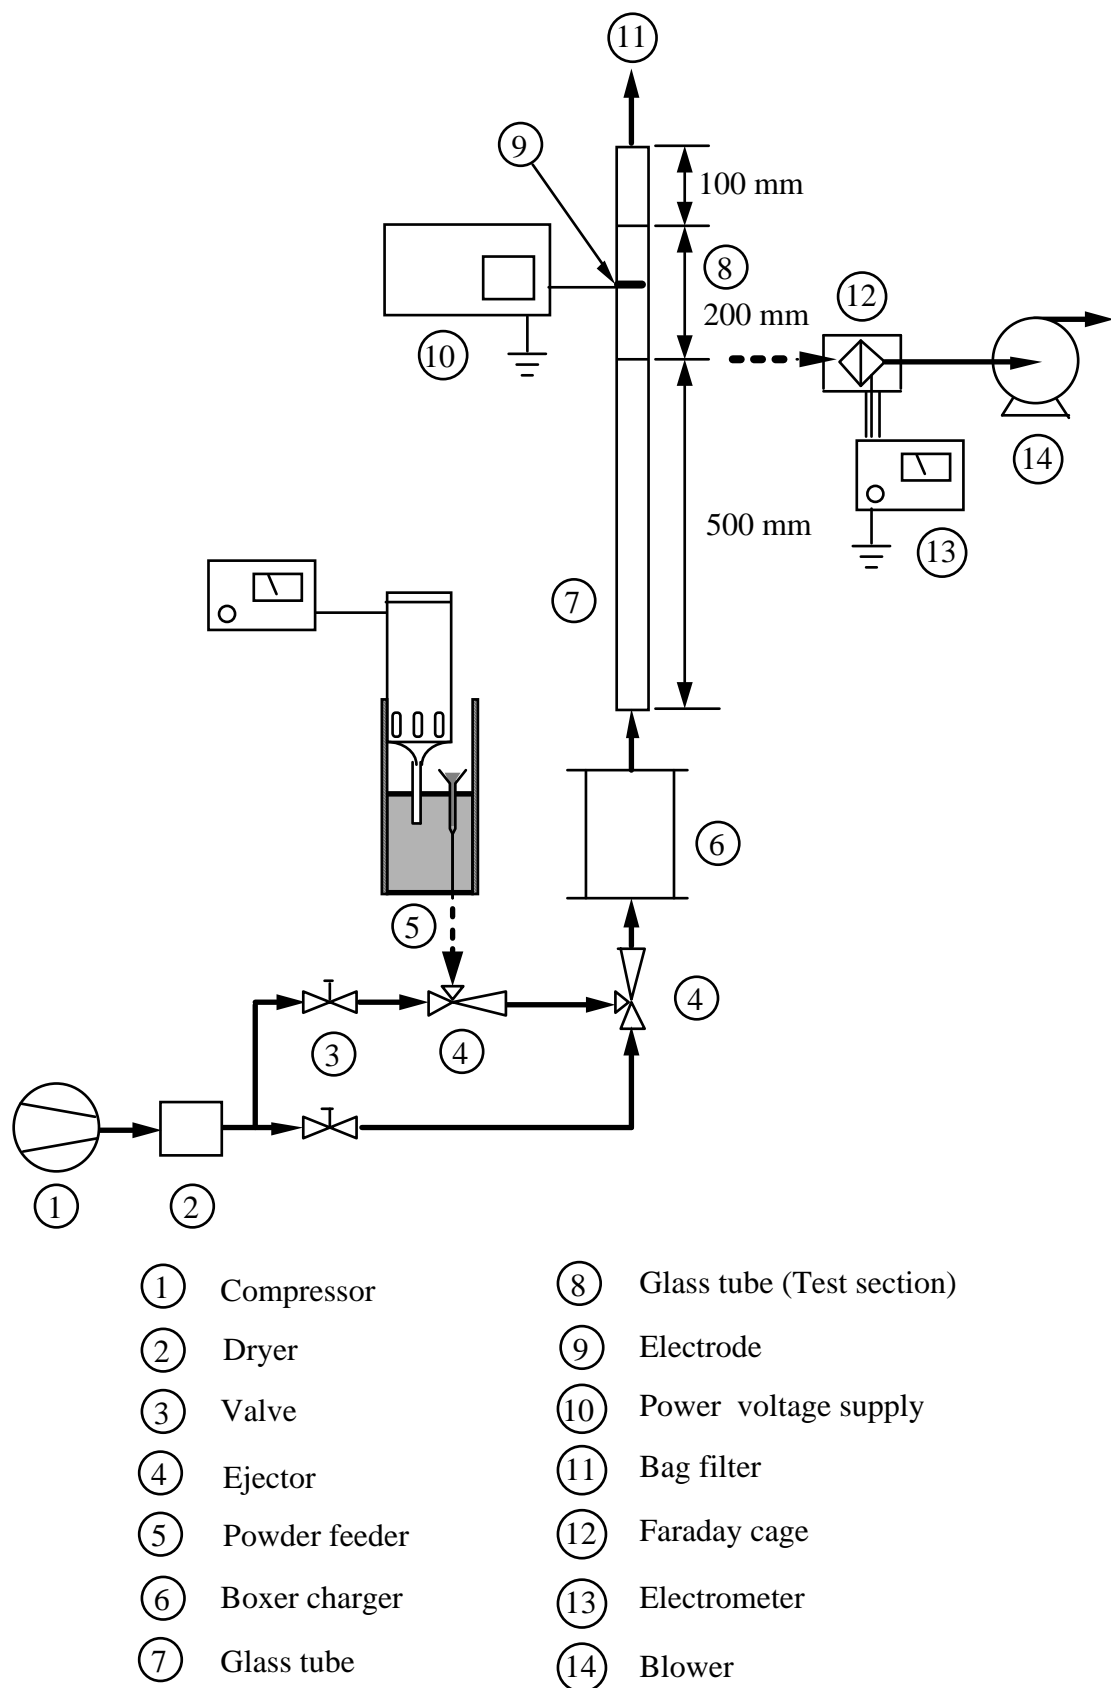 11
9
100 mm
8
12
200 mm
10
14
500 mm
13
7
6
5
4
3
4
1
2
1 Compressor
2 Dryer
3 Valve
4 Ejector
5 Powder feeder
6 Boxer charger
7 Glass tube
8 Glass tube (Test section)
9 Electrode
10 Power voltage supply
11 Bag filter
12 Faraday cage
13 Electrometer
14 Blower